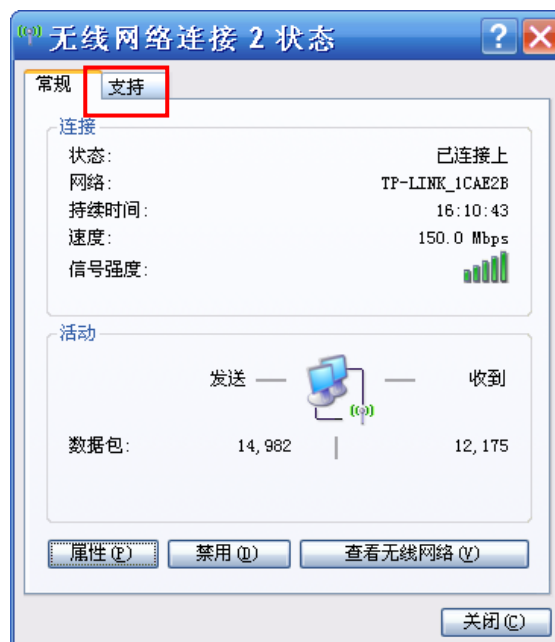 无线网络连接 2 状态
常规 支持
连接
状态: 已连接上
网络: TP-LINK_1CAE2B
持续时间: 16:10:43
速度: 150.0 Mbps
信号强度:
活动
发送 — — 收到
数据包: 14,982 | 12,175
属性(P) 禁用(D) 查看无线网络(V)
关闭(C)